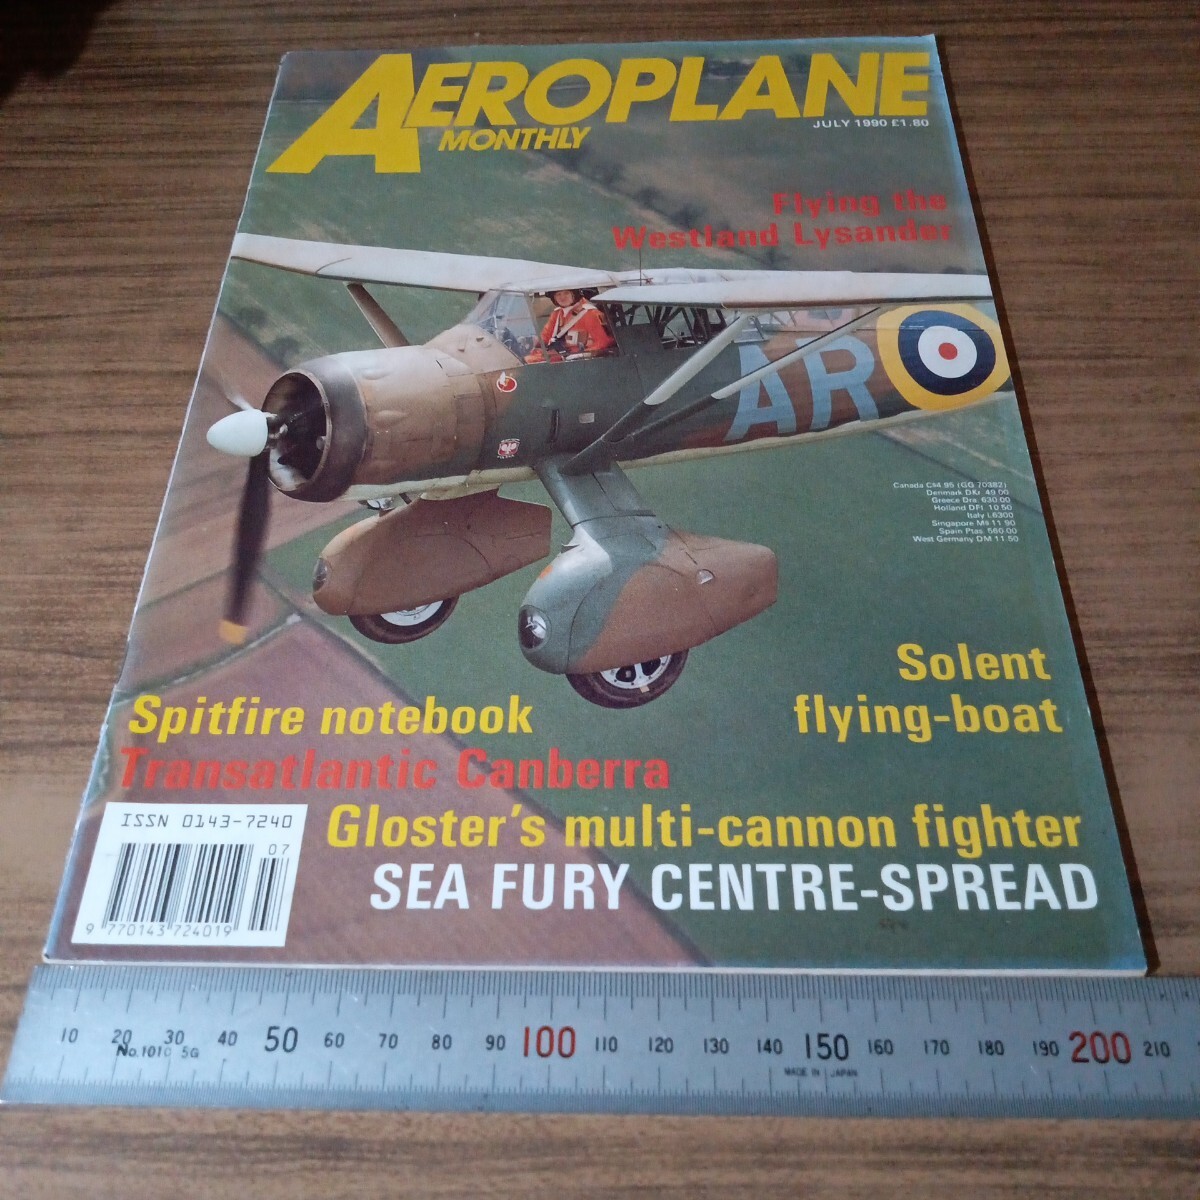 AEROPLANE
MONTHLY
JULY 1990 £1.80
Flying the
Westland Lysander
AR
Canada C$4.95 (GG 70382)
Denmark DKr. 49.00
Greece Dra. 630.00
Holland DFl. 10.50
Italy L6300
Singapore M$11.90
Spain Ptas. 560.00
West Germany DM 11.50
Solent
flying-boat
Spitfire notebook
Transatlantic Canberra
Gloster's multi-cannon fighter
SEA FURY CENTRE-SPREAD
ISSN 0143-7240
07
9 770143 724019
10 20 30 40 50 60 70 80 90 100 110 120 130 140 150 160 170 180 190 200 210
No.1010 5G
MADE IN JAPAN